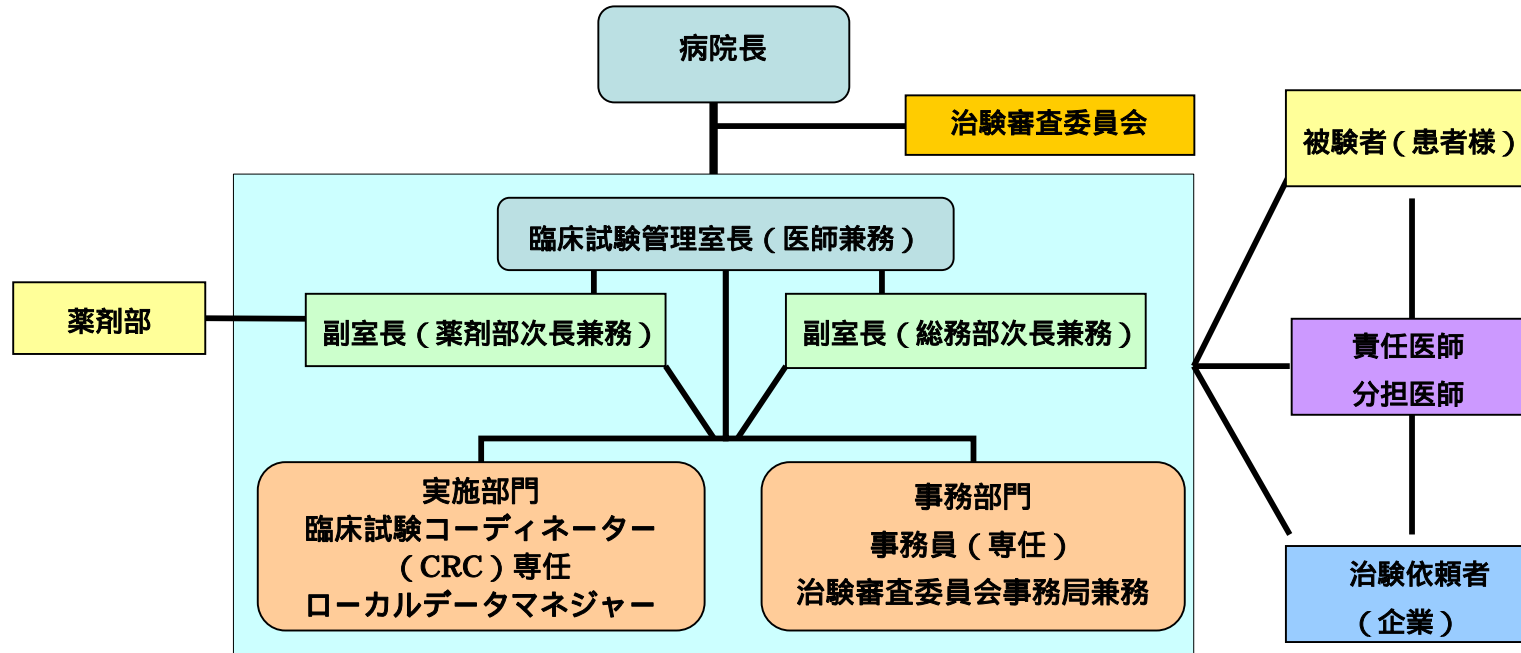 病院長
治験審査委員会
被験者（患者様）
臨床試験管理室長（医師兼務）
薬剤部
副室長（薬剤部次長兼務）
副室長（総務部次長兼務）
責任医師
分担医師
実施部門
臨床試験コーディネーター
（CRC）専任
ローカルデータマネジャー
事務部門
事務員（専任）
治験審査委員会事務局兼務
治験依頼者
（企業）